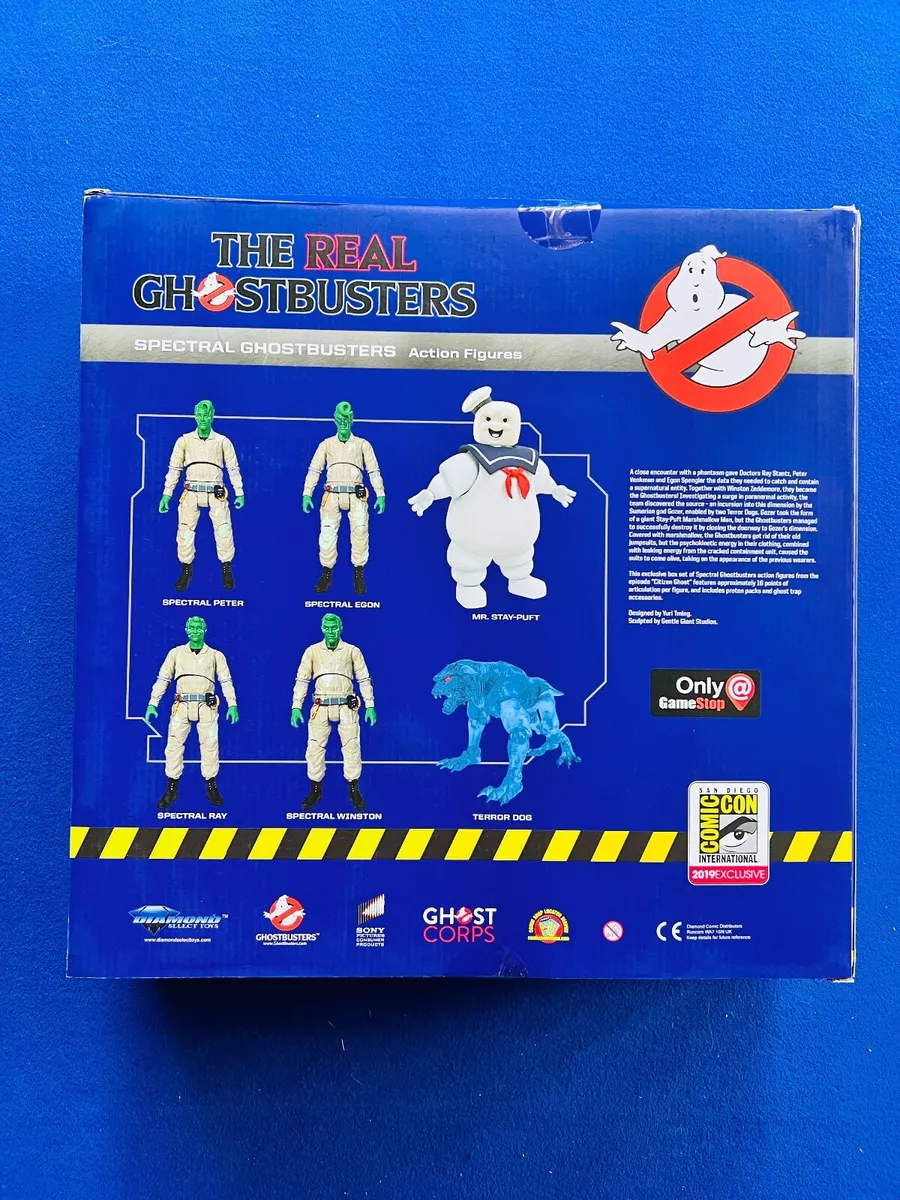 THE REAL
GHOSTBUSTERS
SPECTRAL GHOSTBUSTERS Action Figures
™
SPECTRAL PETER
SPECTRAL EGON
MR. STAY-PUFT
SPECTRAL RAY
SPECTRAL WINSTON
TERROR DOG
A close encounter with a phantasm gave Doctors Ray Stantz, Peter
Venkman and Egon Spengler the data they needed to catch and contain
a supernatural entity. Together with Winston Zeddemore, they became
the Ghostbusters! Investigating a surge in paranormal activity, the
team discovered the source - an incursion into this dimension by the
Sumerian god Gozer, enabled by two Terror Dogs. Gozer took the form
of a giant Stay-Puft Marshmallow Man, but the Ghostbusters managed
to successfully destroy it by closing the doorway to Gozer's dimension.
Covered with marshmallow, the Ghostbusters got rid of their old
jumpsuits, but the psychokinetic energy in their clothing, combined
with leaking energy from the cracked containment unit, caused the
suits to come alive, taking on the appearance of the previous wearers.
This exclusive box set of Spectral Ghostbusters action figures from the
episode "Citizen Ghost" features approximately 16 points of
articulation per figure, and includes proton packs and ghost trap
accessories.
Designed by Yuri Tming.
Sculpted by Gentle Giant Studios.
Only @
GameStop
SAN DIEGO
COMIC CON
INTERNATIONAL
2019EXCLUSIVE
DIAMOND™
SELECT TOYS
www.diamondselecttoys.com
GHOSTBUSTERS™
www.Ghostbusters.com
SONY
PICTURES
CONSUMER
PRODUCTS
GHOST
CORPS
CE
Diamond Comic Distributors
Runcorn WA7 1SW UK
Keep details for future reference